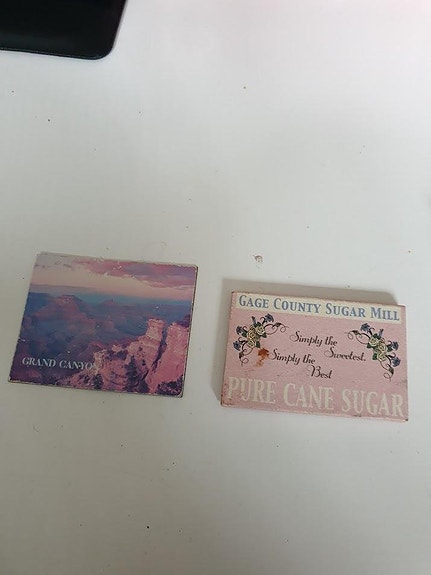 GRAND CANYON
GAGE COUNTY SUGAR MILL
Simply the
Sweetest.
Simply the
Best
PURE CANE SUGAR